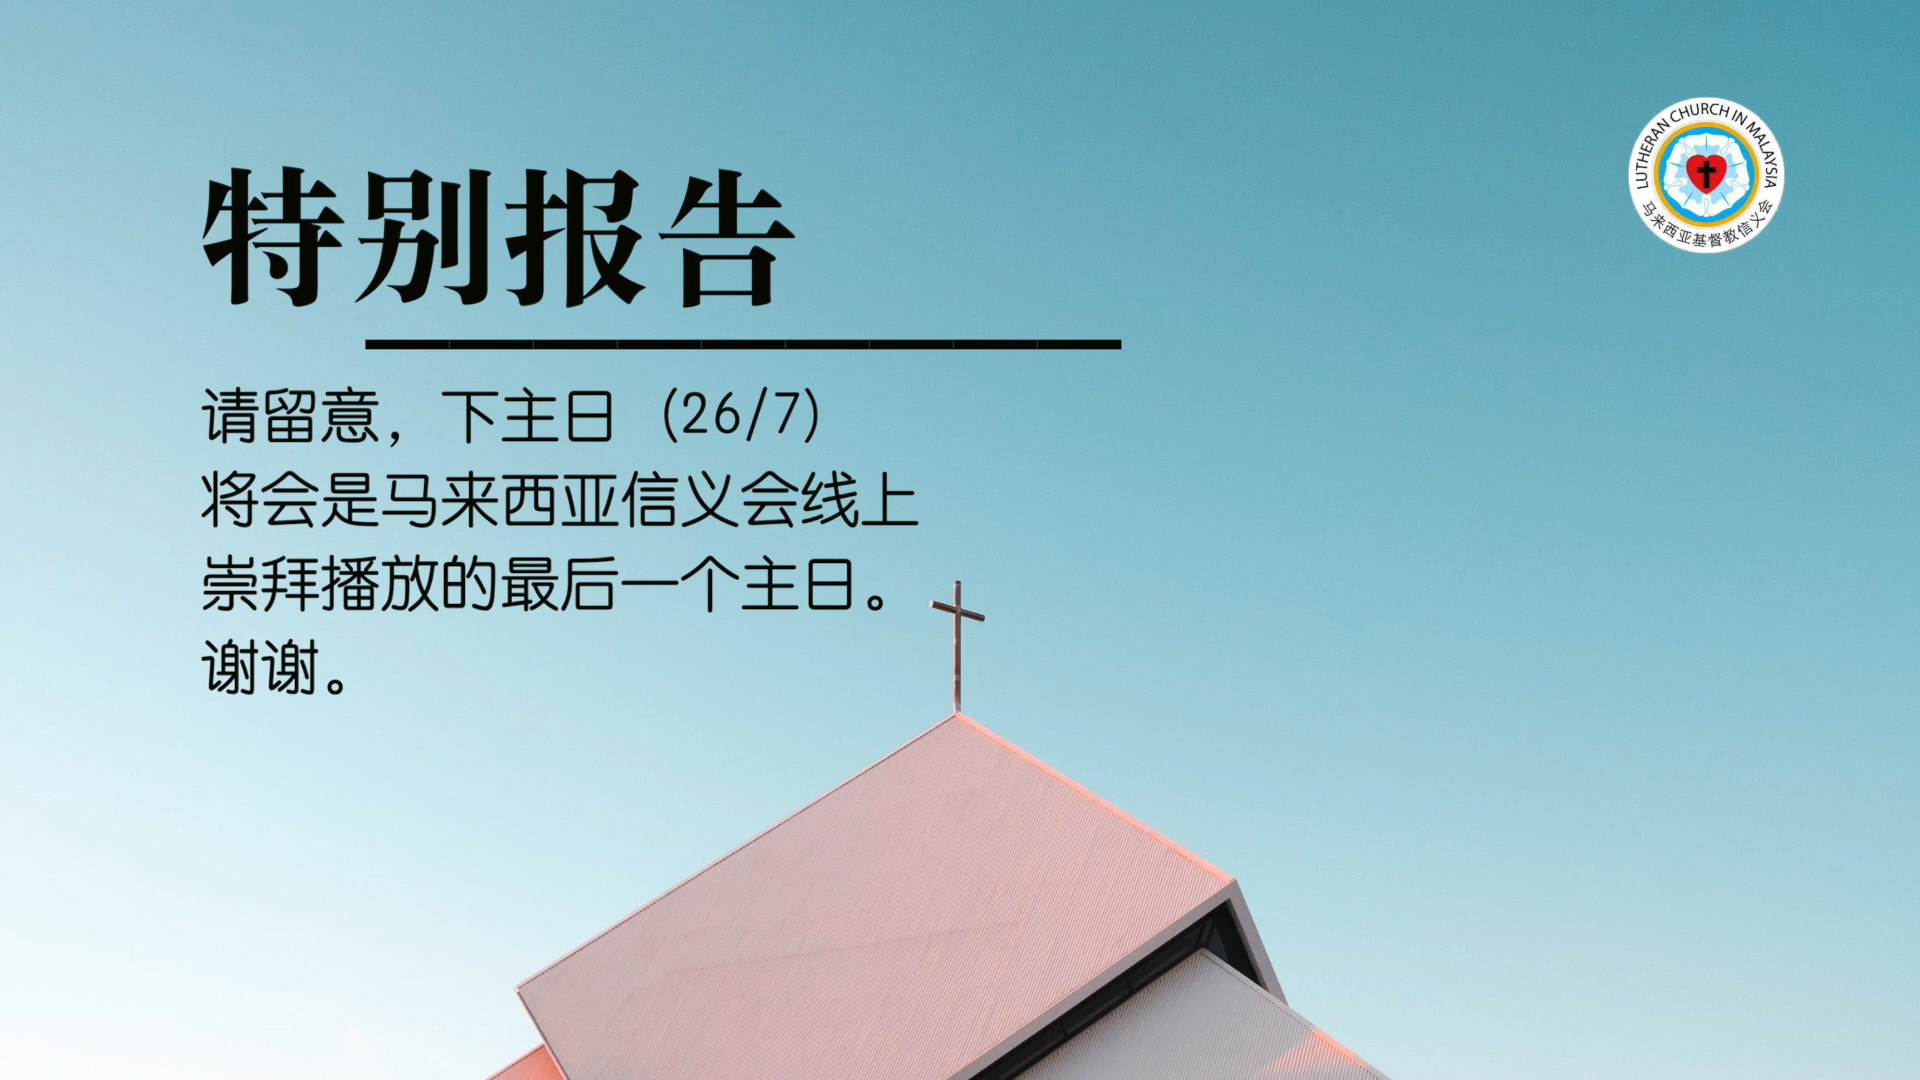 特别报告
请留意，下主日（26/7）
将会是马来西亚信义会线上
崇拜播放的最后一个主日。
谢谢。
LUTHERAN CHURCH IN MALAYSIA
马来西亚基督教信义会